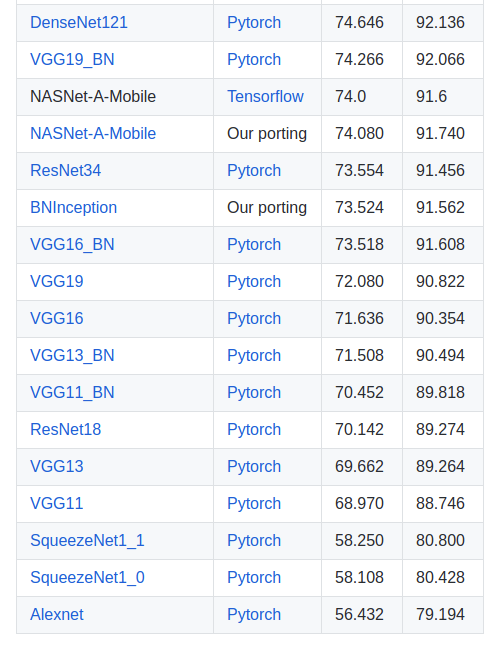 DenseNet121 Pytorch 74.646 92.136
VGG19_BN Pytorch 74.266 92.066
NASNet-A-Mobile Tensorflow 74.0 91.6
NASNet-A-Mobile Our porting 74.080 91.740
ResNet34 Pytorch 73.554 91.456
BNInception Our porting 73.524 91.562
VGG16_BN Pytorch 73.518 91.608
VGG19 Pytorch 72.080 90.822
VGG16 Pytorch 71.636 90.354
VGG13_BN Pytorch 71.508 90.494
VGG11_BN Pytorch 70.452 89.818
ResNet18 Pytorch 70.142 89.274
VGG13 Pytorch 69.662 89.264
VGG11 Pytorch 68.970 88.746
SqueezeNet1_1 Pytorch 58.250 80.800
SqueezeNet1_0 Pytorch 58.108 80.428
Alexnet Pytorch 56.432 79.194